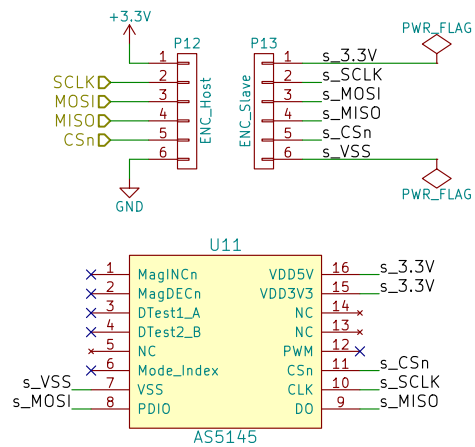 +3.3V
PWR_FLAG
P12
P13
1
SCLK 2
MOSI 3
MISO 4
CSn 5
6
ENC_Host
GND
ENC_Slave
1 s_3.3V
2 s_SCLK
3 s_MOSI
4 s_MISO
5 s_CSn
6 s_VSS
PWR_FLAG
U11
1 MagINCn VDD5V 16 s_3.3V
2 MagDECn VDD3V3 15 s_3.3V
3 DTest1_A NC 14
4 DTest2_B NC 13
5 NC PWM 12
6 Mode_Index CSn 11 s_CSn
s_VSS 7 VSS CLK 10 s_SCLK
s_MOSI 8 PDIO DO 9 s_MISO
AS5145